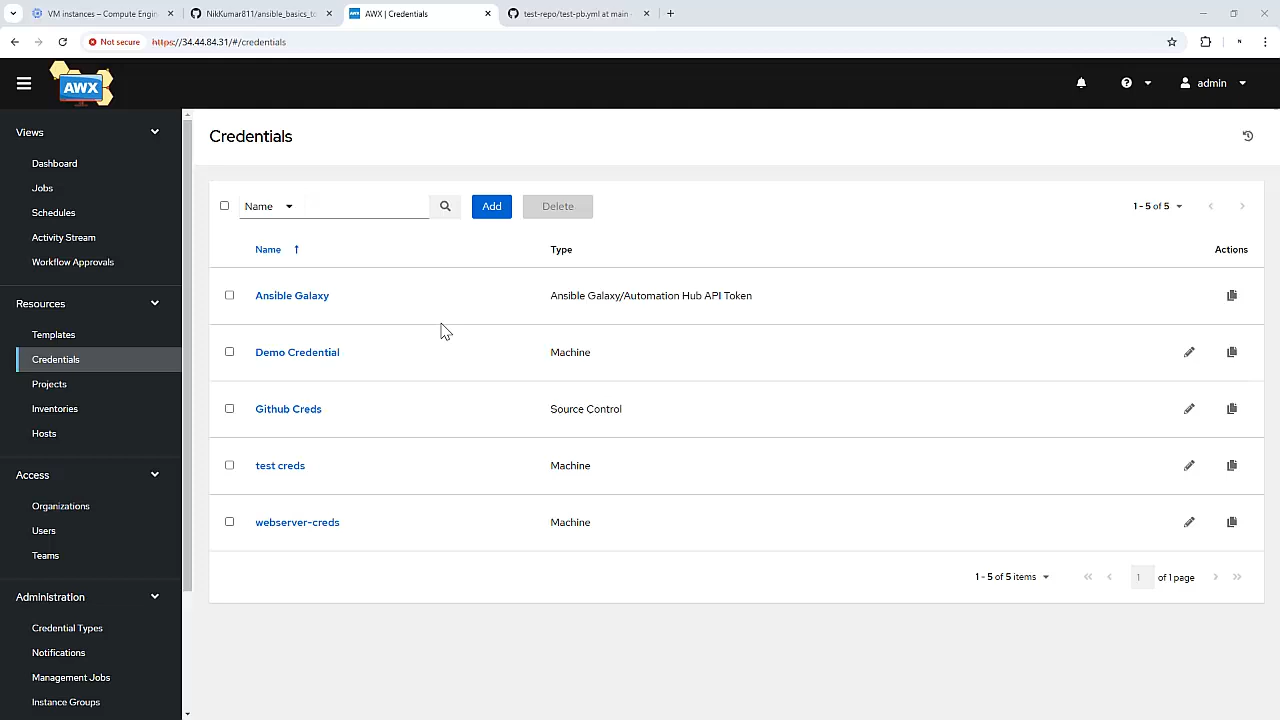 VM instances – Compute Engin
NikKumar811/ansible_basics_to
AWX | Credentials
test-repo/test-pb.yml at main ·
Not secure
https://34.44.84.31/#/credentials
AWX
admin
Views
Dashboard
Jobs
Schedules
Activity Stream
Workflow Approvals
Resources
Templates
Credentials
Projects
Inventories
Hosts
Access
Organizations
Users
Teams
Administration
Credential Types
Notifications
Management Jobs
Instance Groups
Credentials
Name
Add
Delete
1 - 5 of 5
Name
Type
Actions
Ansible Galaxy
Ansible Galaxy/Automation Hub API Token
Demo Credential
Machine
Github Creds
Source Control
test creds
Machine
webserver-creds
Machine
1 - 5 of 5 items
1
of 1 page